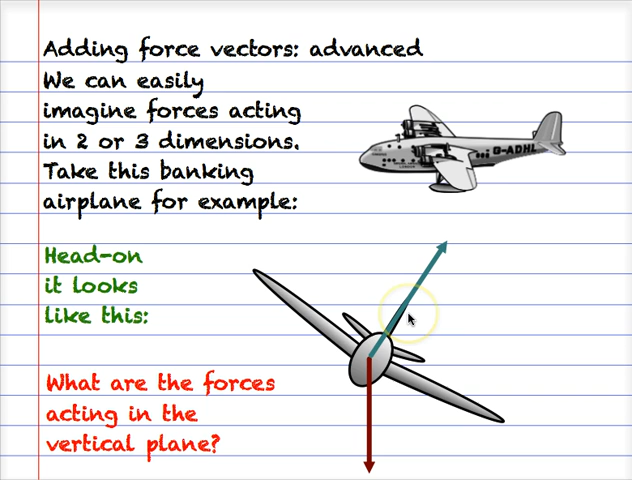 Adding force vectors: advanced
We can easily
imagine forces acting
in 2 or 3 dimensions.
Take this banking
airplane for example:
G-ADHL
Head-on
it looks
like this:
What are the forces
acting in the
vertical plane?